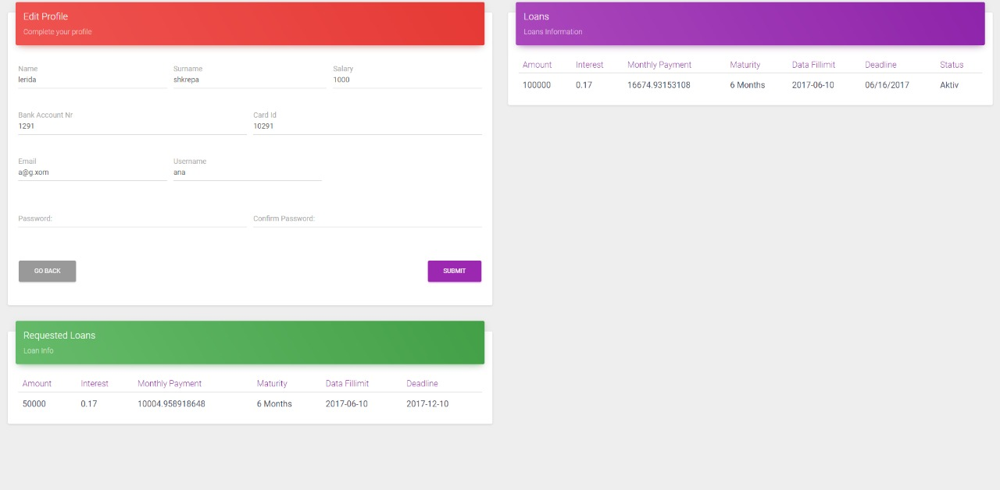 Edit Profile
Complete your profile
Name Surname Salary
lerida shkrepa 1000
Bank Account Nr Card Id
1291 10291
Email Username
a@g.xom ana
Password: Confirm Password:
GO BACK SUBMIT
Requested Loans
Loan Info
Amount Interest Monthly Payment Maturity Data Fillimit Deadline
50000 0.17 10004.958918648 6 Months 2017-06-10 2017-12-10
Loans
Loans Information
Amount Interest Monthly Payment Maturity Data Fillimit Deadline Status
100000 0.17 16674.93153108 6 Months 2017-06-10 06/16/2017 Aktiv